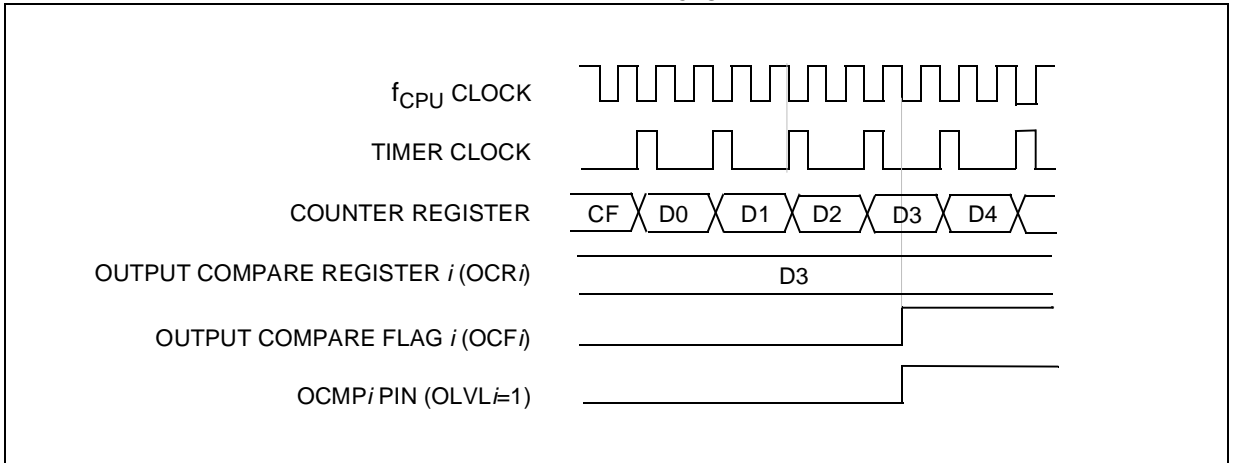 fCPU CLOCK
TIMER CLOCK
COUNTER REGISTER CF D0 D1 D2 D3 D4
OUTPUT COMPARE REGISTER i (OCRi) D3
OUTPUT COMPARE FLAG i (OCFi)
OCMPi PIN (OLVLi=1)